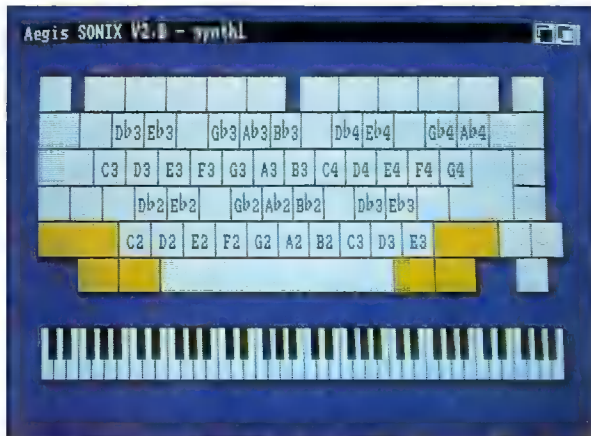 Aegis SONIX V2.0 - synth1
Db3 Eb3 Gb3 Ab3 Bb3 Db4 Eb4 Gb4 Ab4
C3 D3 E3 F3 G3 A3 B3 C4 D4 E4 F4 G4
Db2 Eb2 Gb2 Ab2 Bb2 Db3 Eb3
C2 D2 E2 F2 G2 A2 B2 C3 D3 E3